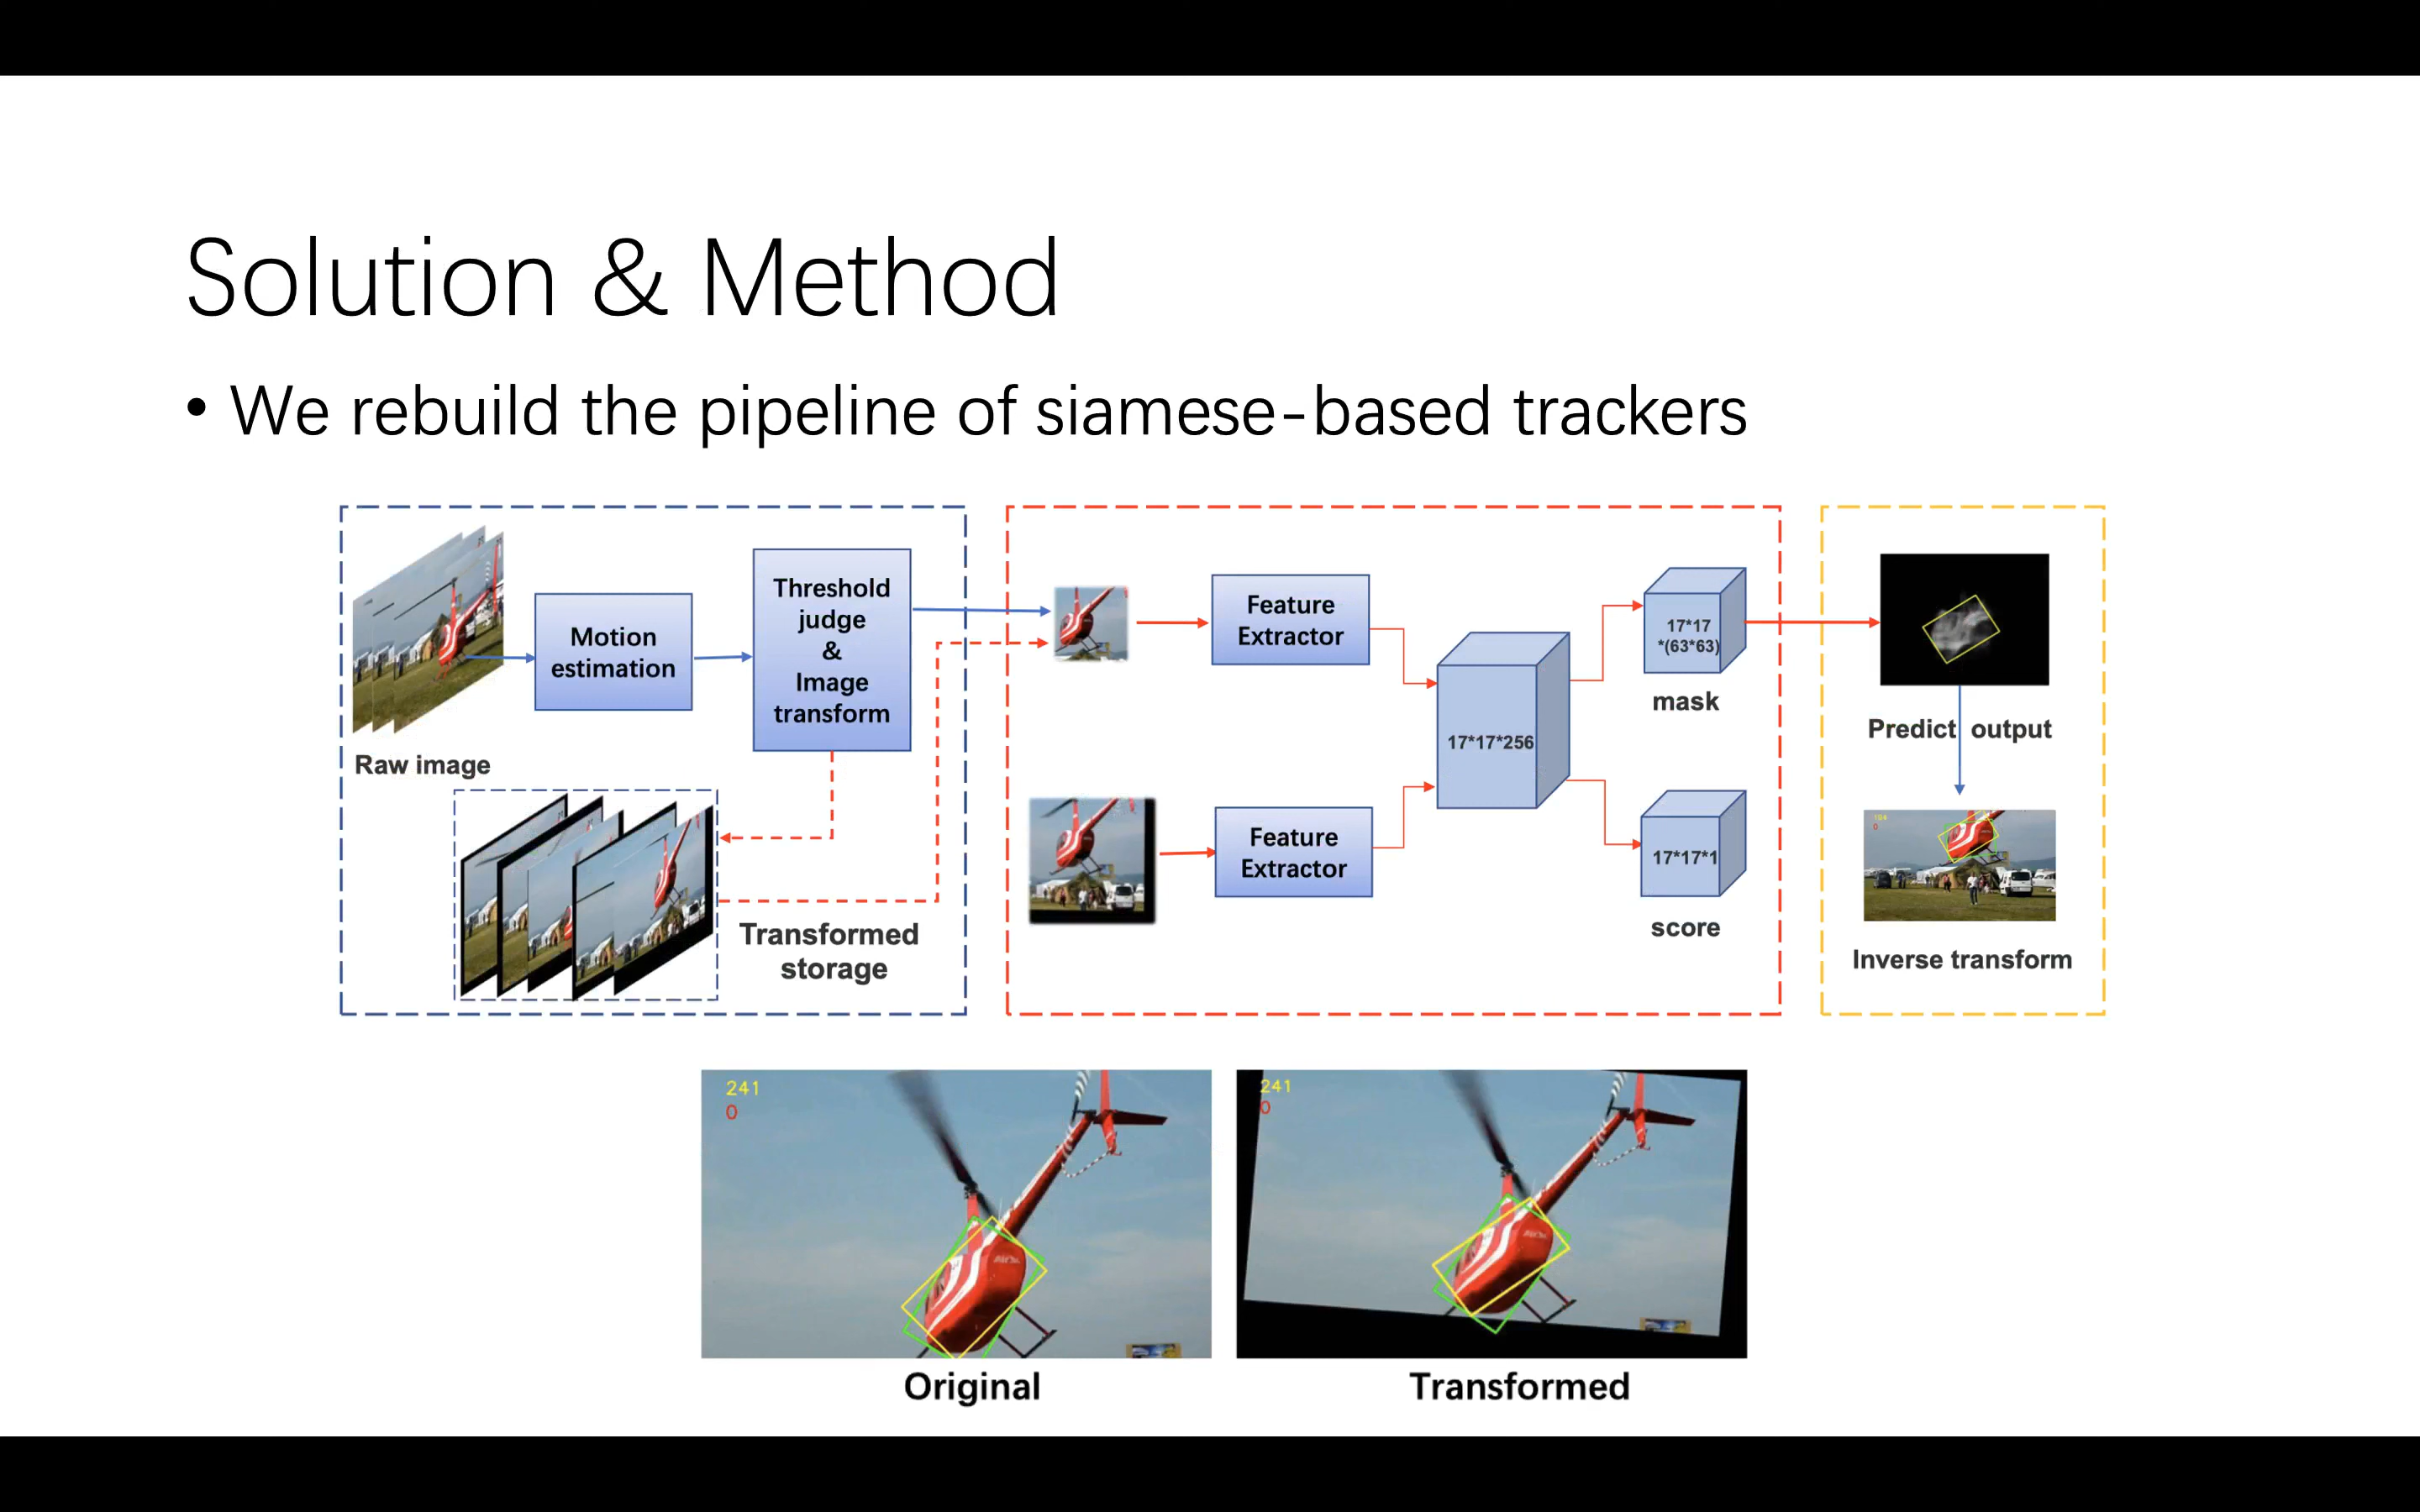 Solution & Method
• We rebuild the pipeline of siamese-based trackers
Raw image
Motion
estimation
Threshold
judge
&
Image
transform
Transformed
storage
Feature
Extractor
Feature
Extractor
17*17*256
17*17
*(63*63)
mask
17*17*1
score
Predict output
104
0
Inverse transform
241
0
Original
241
0
Transformed